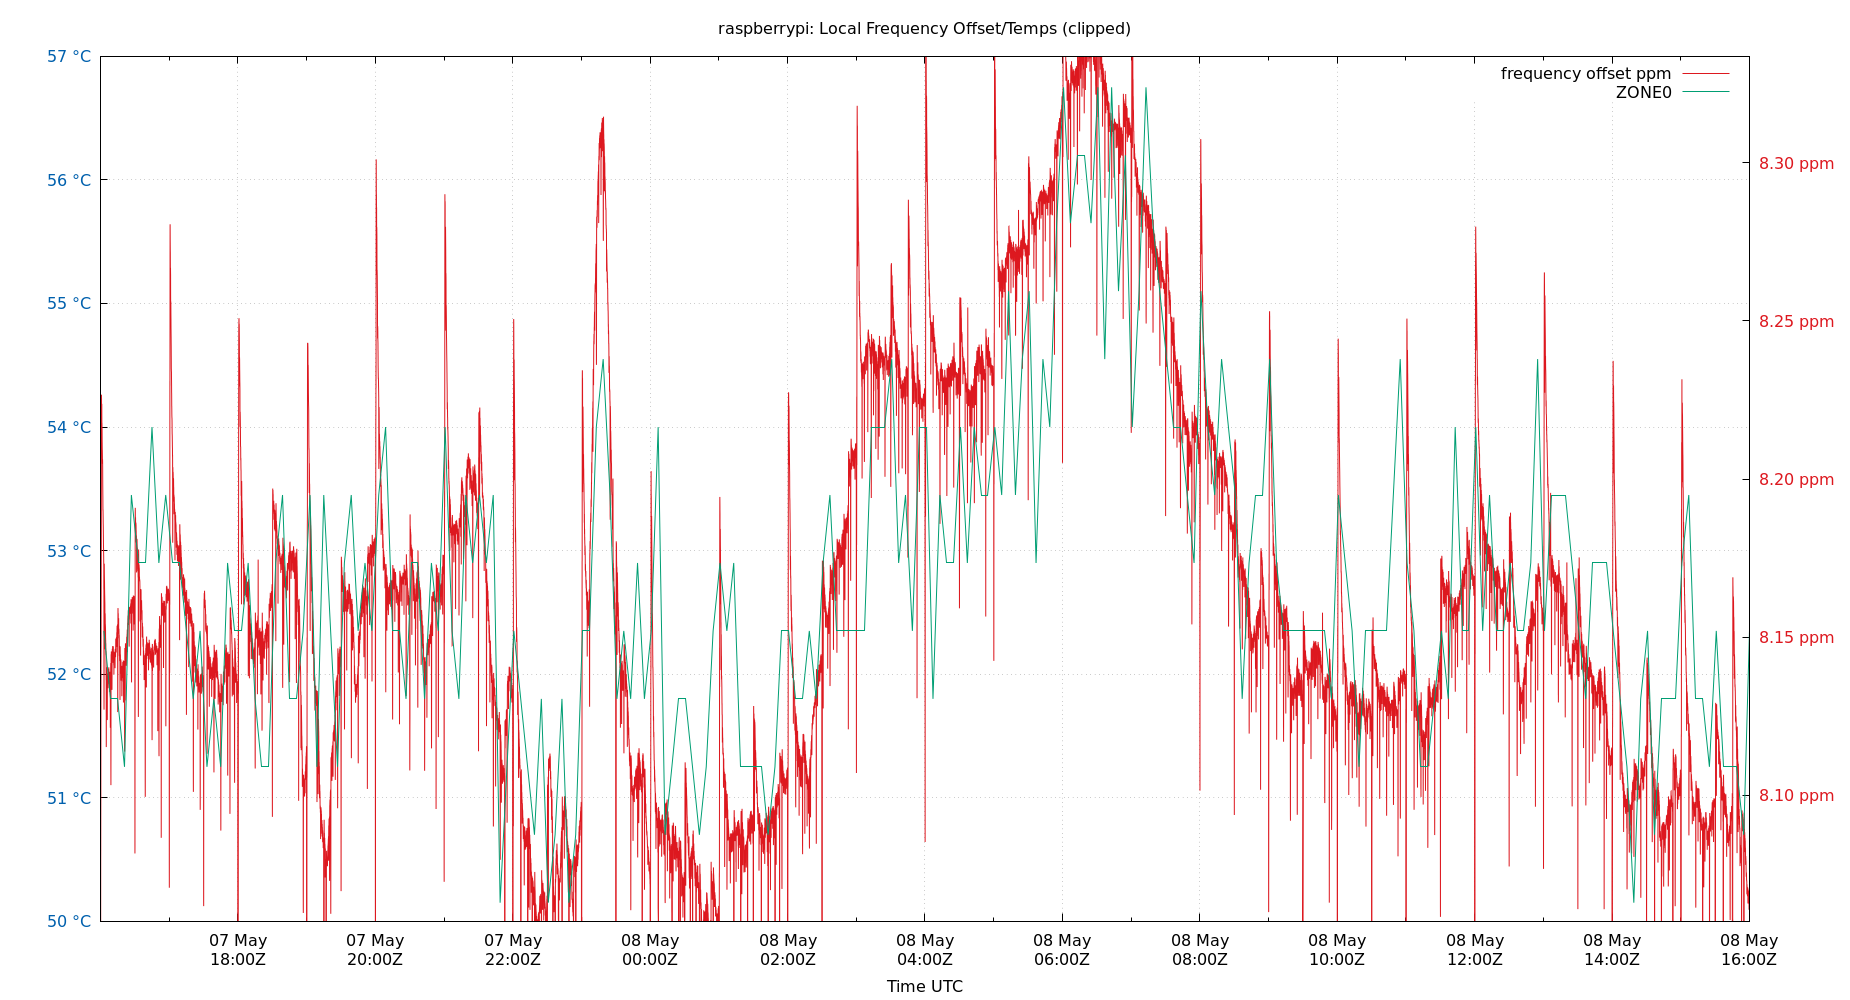 raspberrypi: Local Frequency Offset/Temps (clipped)
57 °C
56 °C
55 °C
54 °C
53 °C
52 °C
51 °C
50 °C
frequency offset ppm
ZONE0
8.30 ppm
8.25 ppm
8.20 ppm
8.15 ppm
8.10 ppm
07 May 18:00Z
07 May 20:00Z
07 May 22:00Z
08 May 00:00Z
08 May 02:00Z
08 May 04:00Z
08 May 06:00Z
08 May 08:00Z
08 May 10:00Z
08 May 12:00Z
08 May 14:00Z
08 May 16:00Z
Time UTC